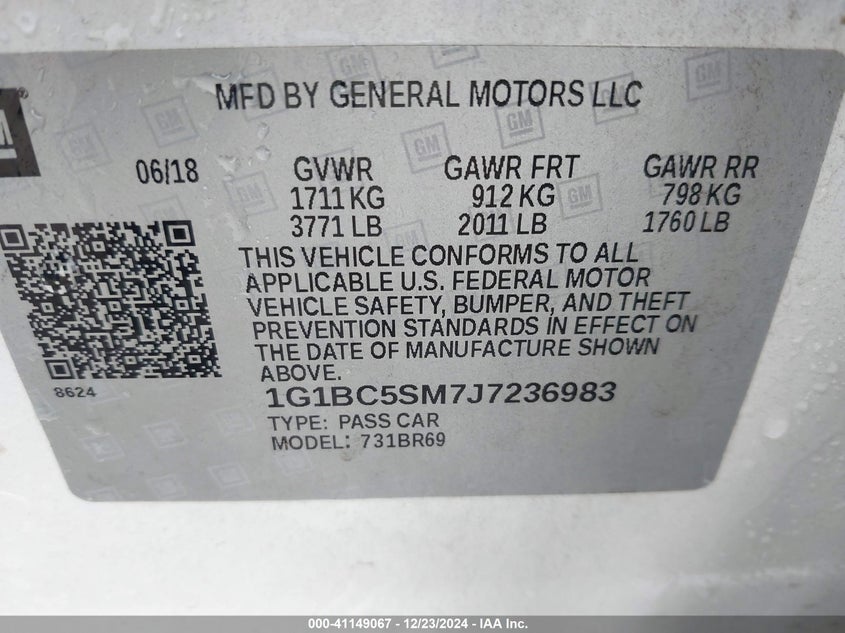 MFD BY GENERAL MOTORS LLC
06/18 GVWR GAWR FRT GAWR RR
1711 KG 912 KG 798 KG
3771 LB 2011 LB 1760 LB
THIS VEHICLE CONFORMS TO ALL
APPLICABLE U.S. FEDERAL MOTOR
VEHICLE SAFETY, BUMPER, AND THEFT
PREVENTION STANDARDS IN EFFECT ON
THE DATE OF MANUFACTURE SHOWN
ABOVE.
8624
1G1BC5SM7J7236983
TYPE: PASS CAR
MODEL: 731BR69
GM
000-41149067 - 12/23/2024 - IAA Inc.